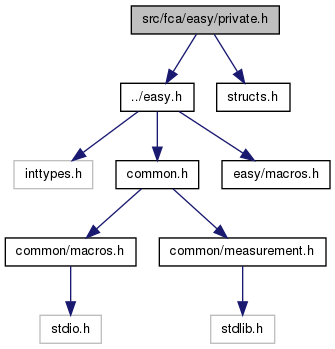 src/fca/easy/private.h
../easy.h
structs.h
inttypes.h
common.h
easy/macros.h
common/macros.h
common/measurement.h
stdio.h
stdlib.h